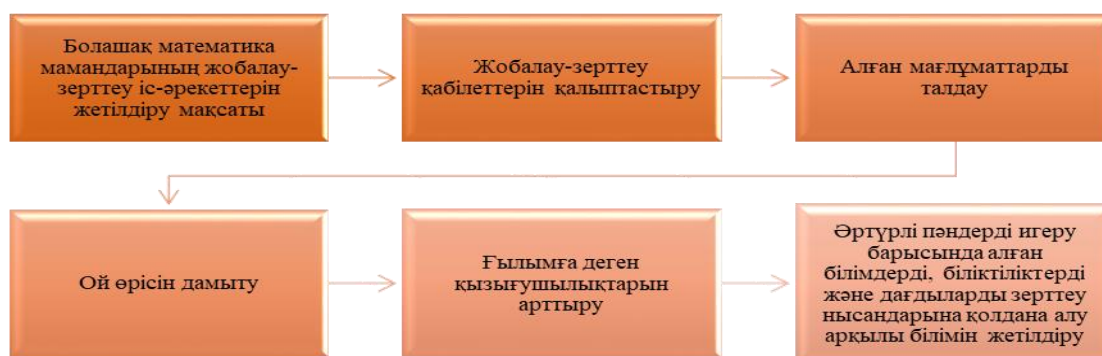 Болашақ математика
мамандарының жобалау-
зерттеу іс-әрекеттерін
жетілдіру мақсаты
Жобалау-зерттеу
қабілеттерін қалыптастыру
Алған мағлұматтарды
талдау
Ой өрісін дамыту
Ғылымға деген
қызығушылықтарын
арттыру
Әртүрлі пәндерді игеру
барысында алған
білімдерді, біліктіліктерді
және дағдыларды зерттеу
нысандарына қолдана алу
арқылы білімін жетілдіру